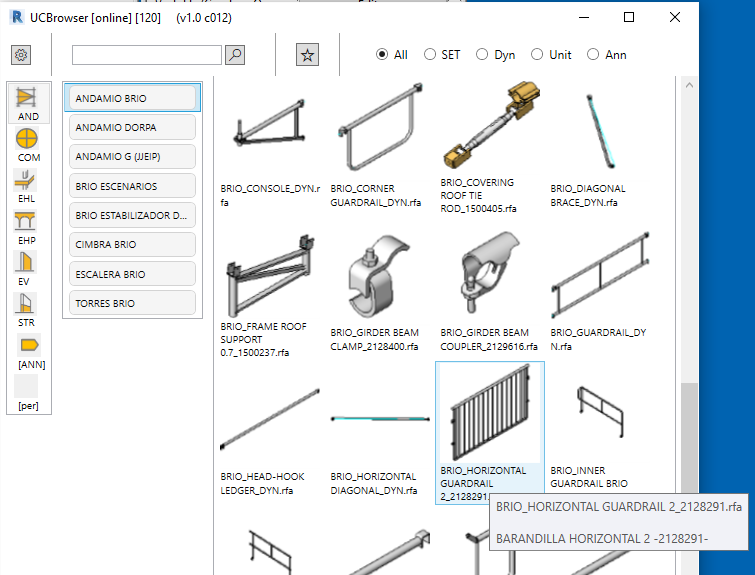 UCBrowser [online] [120]    (v1.0 c012)
All SET Dyn Unit Ann
AND
COM
EHL
EHP
EV
STR
[ANN]
[per]
ANDAMIO BRIO
ANDAMIO DORPA
ANDAMIO G (JJEIP)
BRIO ESCENARIOS
BRIO ESTABILIZADOR D...
CIMBRA BRIO
ESCALERA BRIO
TORRES BRIO
BRIO_CONSOLE_DYN.r
fa
BRIO_CORNER
GUARDRAIL_DYN.rfa
BRIO_COVERING
ROOF TIE
ROD_1500405.rfa
BRIO_DIAGONAL
BRACE_DYN.rfa
BRIO_FRAME ROOF
SUPPORT
0.7_1500237.rfa
BRIO_GIRDER BEAM
CLAMP_2128400.rfa
BRIO_GIRDER BEAM
COUPLER_2129616.rfa
BRIO_GUARDRAIL_DY
N.rfa
BRIO_HEAD-HOOK
LEDGER_DYN.rfa
BRIO_HORIZONTAL
DIAGONAL_DYN.rfa
BRIO_HORIZONTAL
GUARDRAIL
2_2128291.
BRIO_INNER
GUARDRAIL BRIO
BRIO_HORIZONTAL GUARDRAIL 2_2128291.rfa
BARANDILLA HORIZONTAL 2 -2128291-